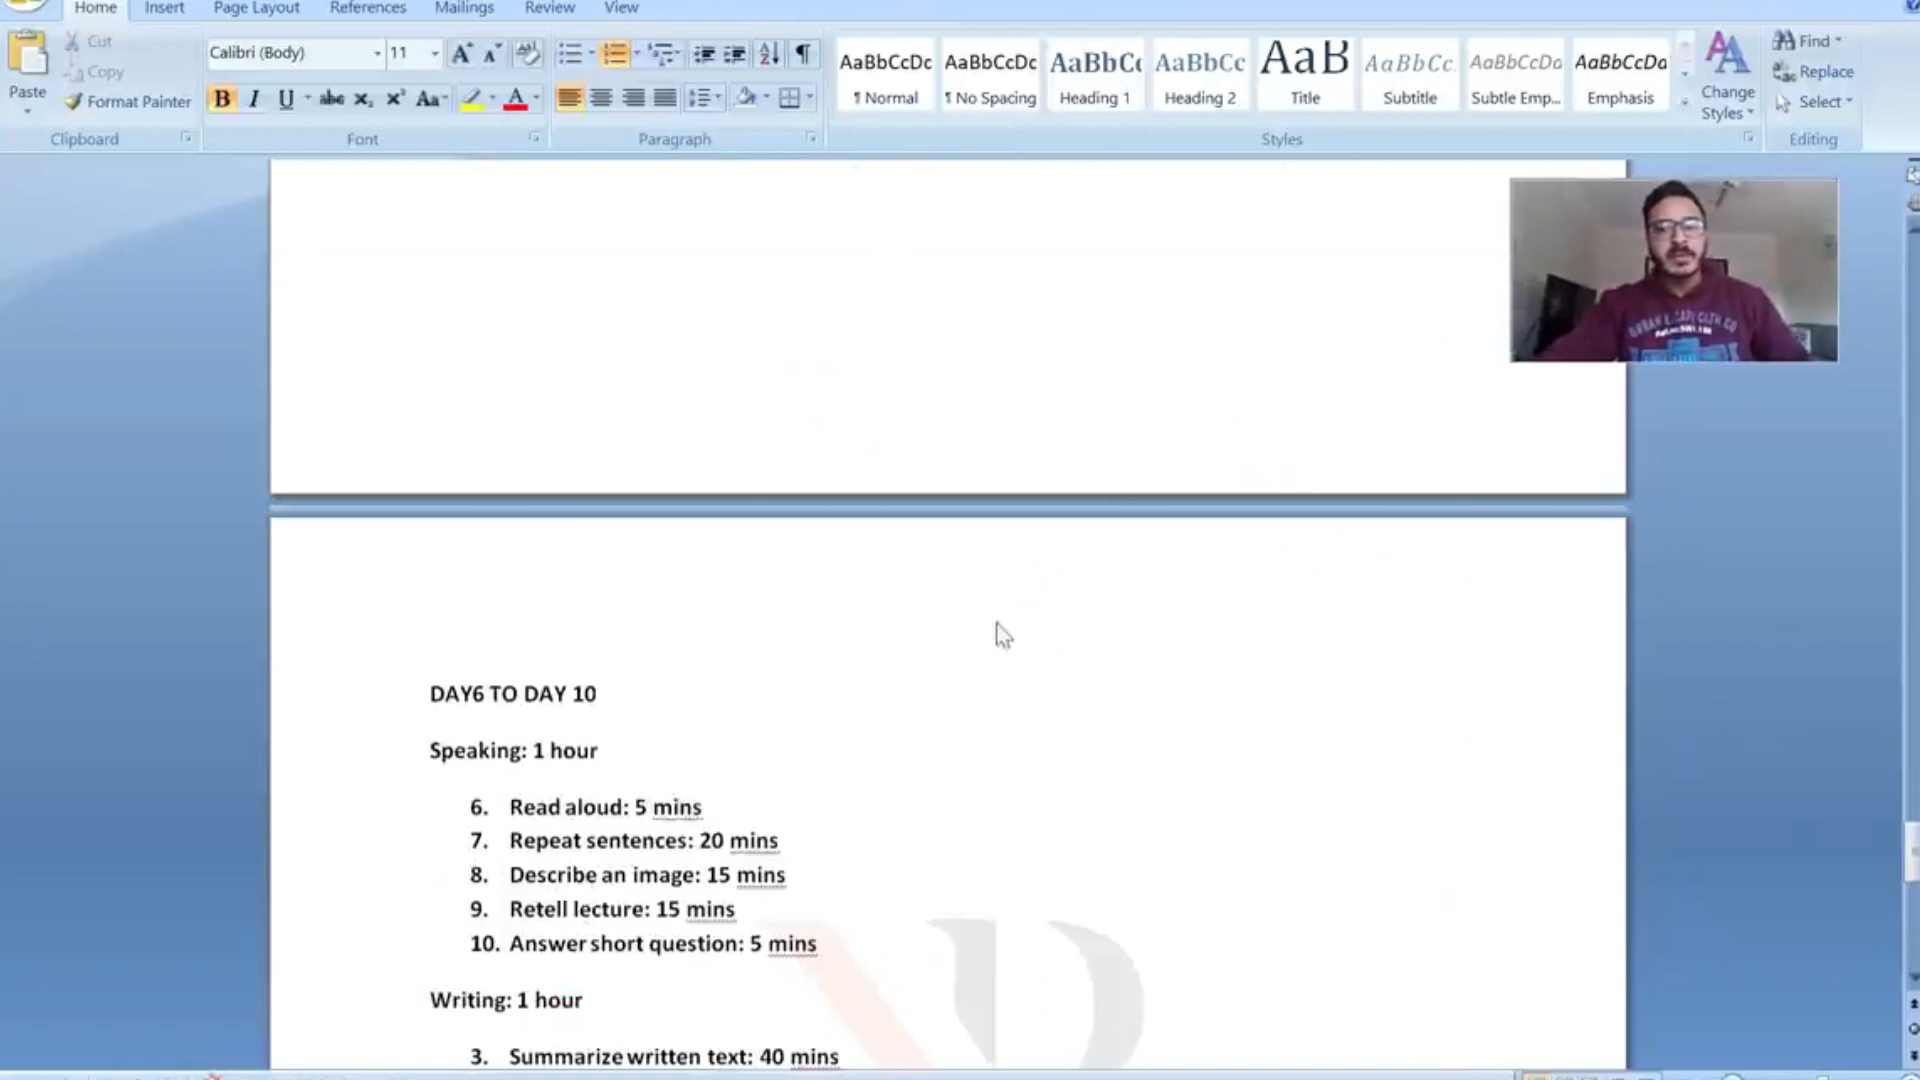 Home Insert Page Layout References Mailings Review View
Cut
Copy
Format Painter
Paste
Clipboard
Calibri (Body) 11
B I U abc X₂ X² Aa A
Font
Paragraph
AaBbCcDc AaBbCcDc AaBbC AaBbCc AaB AaBbCc. AaBbCcDa AaBbCcDa
¶ Normal ¶ No Spacing Heading 1 Heading 2 Title Subtitle Subtle Emp... Emphasis
Change
Styles
Styles
Find
Replace
Select
Editing
DAY6 TO DAY 10
Speaking: 1 hour
6. Read aloud: 5 mins
7. Repeat sentences: 20 mins
8. Describe an image: 15 mins
9. Retell lecture: 15 mins
10. Answer short question: 5 mins
Writing: 1 hour
3. Summarize written text: 40 mins